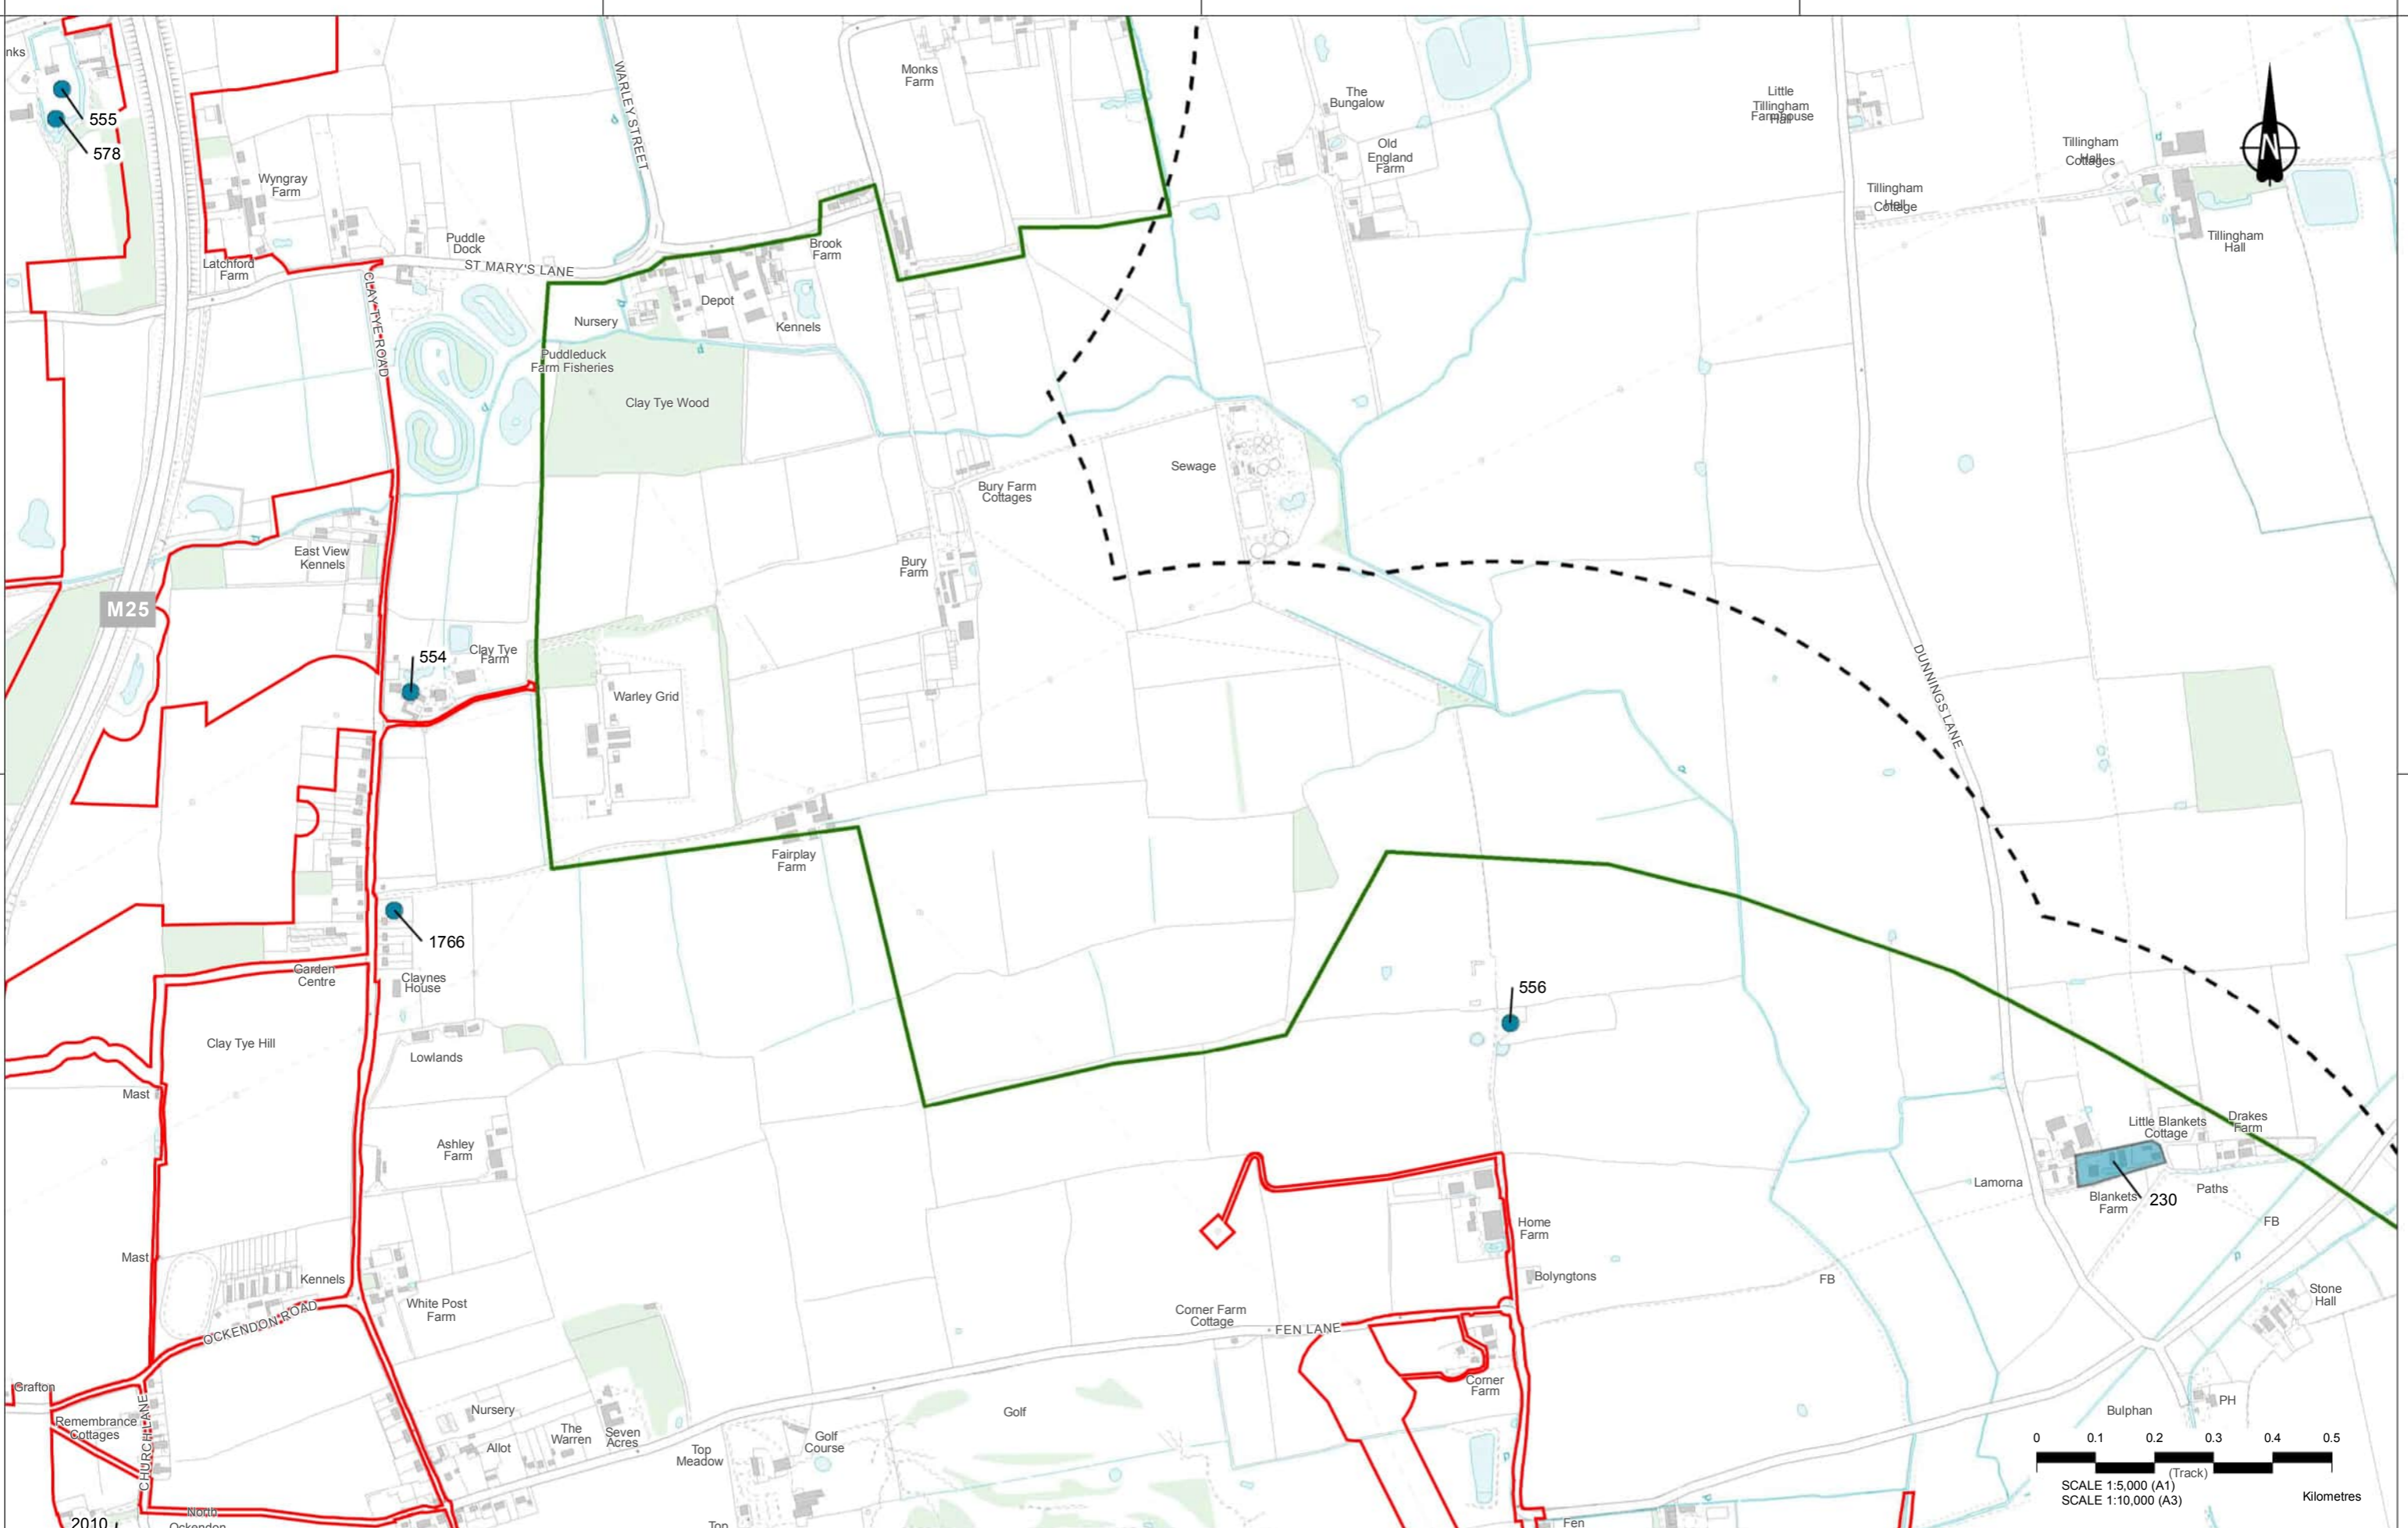 nks
555
578
Wyngray
Farm
WARLEY STREET
Monks
Farm
The
Bungalow
Old
England
Farm
Little
Tillingham
Farmhouse
Hall
Tillingham
Hall
Cottages
Tillingham
Hall
Cottage
Tillingham
Hall
N
Puddle
Dock
ST MARY'S LANE
Latchford
Farm
CLAY TYE ROAD
Brook
Farm
Depot
Nursery
Kennels
Puddleduck
Farm Fisheries
Clay Tye Wood
Sewage
Bury Farm
Cottages
East View
Kennels
Bury
Farm
M25
554
Clay Tye
Farm
Warley Grid
DUNNINGS LANE
Fairplay
Farm
1766
Garden
Centre
Claynes
House
556
Clay Tye Hill
Lowlands
Mast
Ashley
Farm
Little Blankets
Cottage
Drakes
Farm
Lamorna
Blankets
Farm
230
Paths
FB
Home
Farm
Mast
Kennels
Bolyngtons
FB
Stone
Hall
White Post
Farm
OCKENDON ROAD
Corner Farm
Cottage
FEN LANE
Corner
Farm
Grafton
Remembrance
Cottages
CHURCH LANE
Nursery
Allot
The
Warren
Seven
Acres
Top
Meadow
Golf
Course
Golf
Bulphan
PH
0 0.1 0.2 0.3 0.4 0.5
(Track)
SCALE 1:5,000 (A1)
SCALE 1:10,000 (A3)
Kilometres
North
Ockendon
2010
Top
Fen